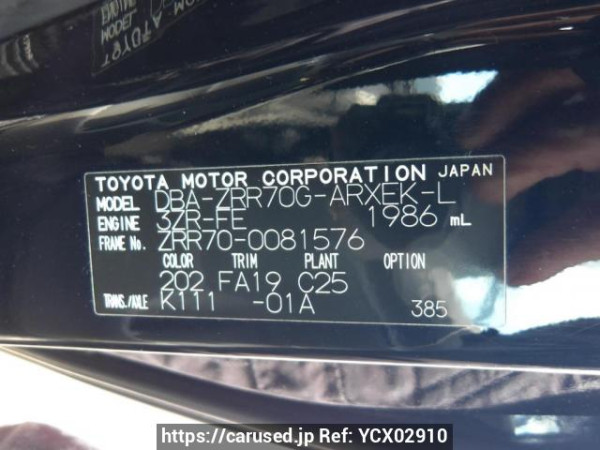 TOYOTA MOTOR CORPORATION JAPAN
MODEL DBA-ZRR70G-ARXEK-L
ENGINE 3ZR-FE 1986 mL
FRAME No. ZRR70-0081576
COLOR TRIM PLANT OPTION
202 FA19 C25
TRANS./AXLE K111 -01A 385
https://carused.jp Ref: YCX02910